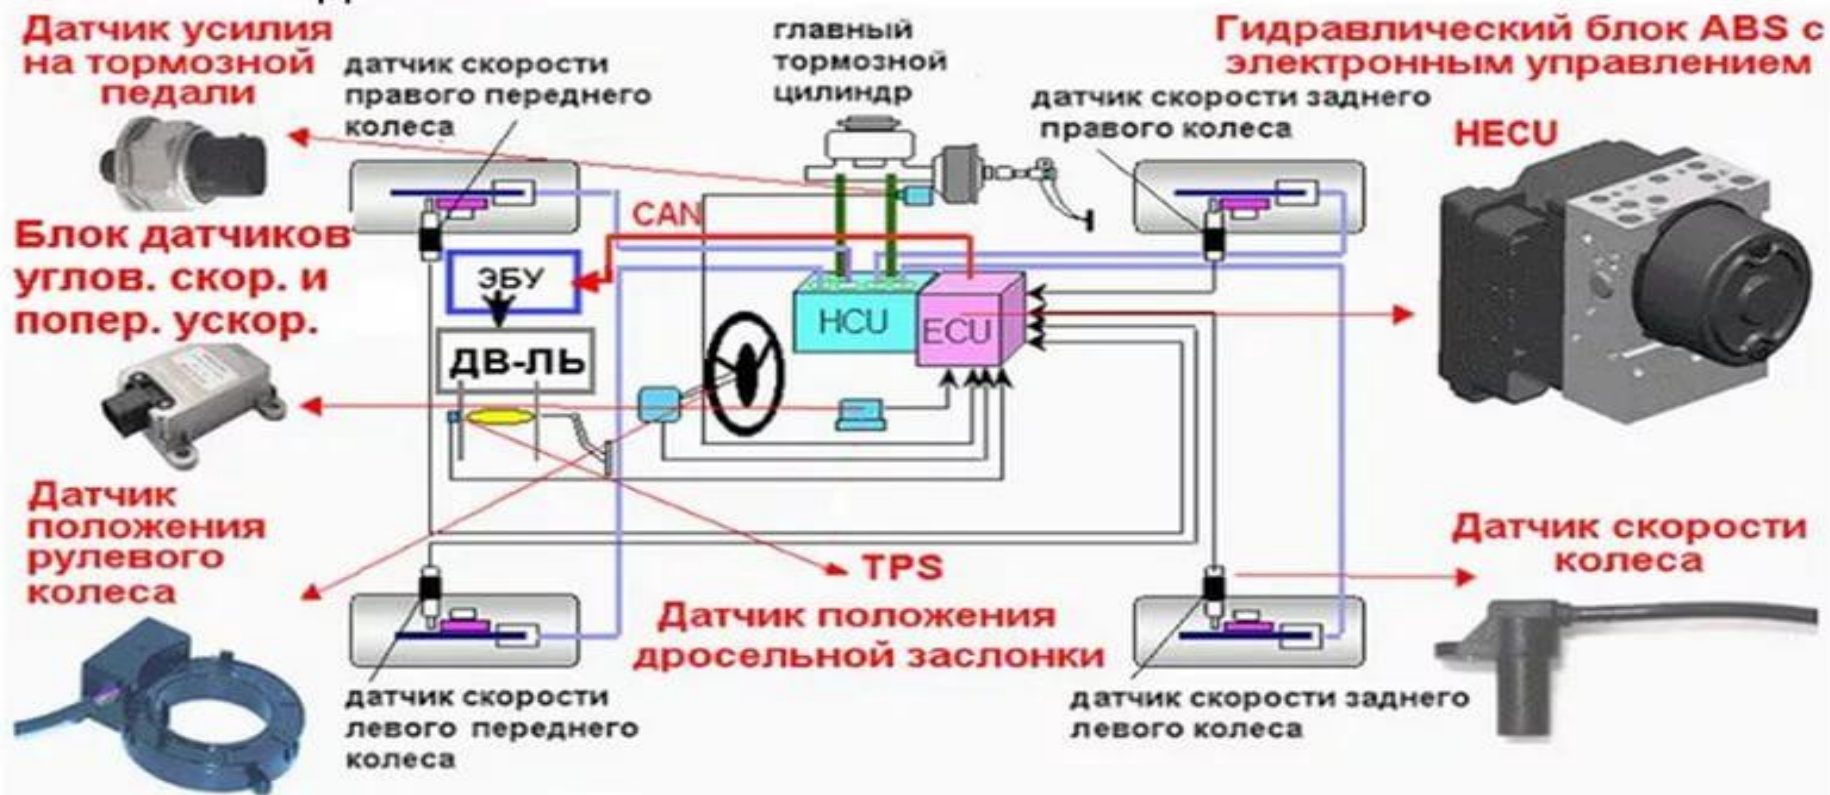 Датчик усилия
на тормозной
педали
датчик скорости
правого переднего
колеса
главный
тормозной
цилиндр
датчик скорости заднего
правого колеса
Гидравлический блок ABS с
электронным управлением
HECU
Блок датчиков
углов. скор. и
попер. ускор.
CAN
ЭБУ
ДВ-ЛЬ
HCU
ECU
Датчик
положения
рулевого
колеса
TPS
Датчик положения
дросельной заслонки
Датчик скорости
колеса
датчик скорости
левого переднего
колеса
датчик скорости заднего
левого колеса